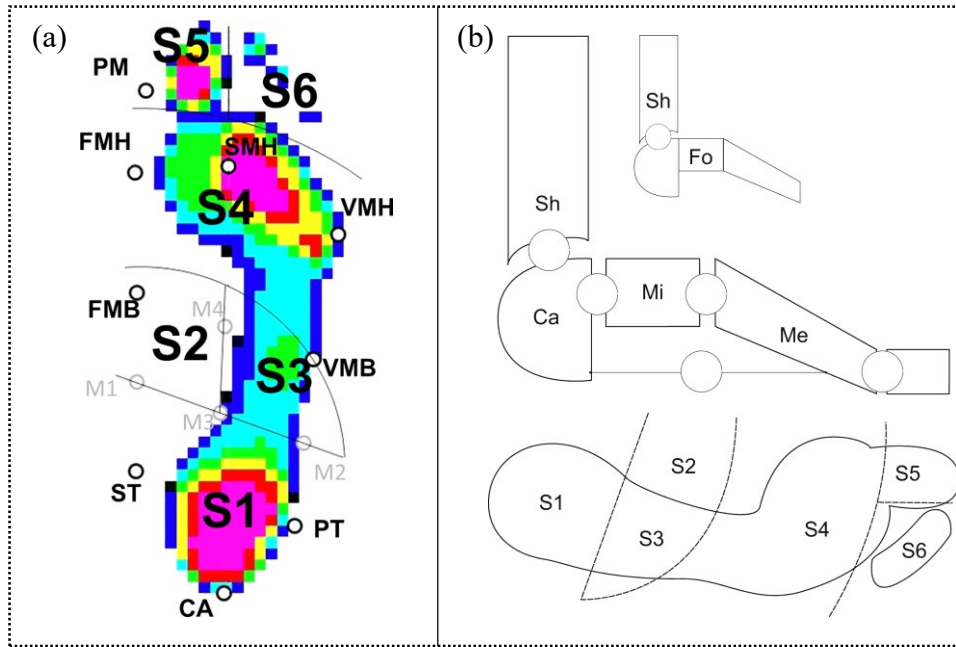 (a)
S5
PM
S6
FMH
SMH
S4
VMH
FMB
M4
S2
S3
VMB
M1
M3
M2
ST
S1
PT
CA
(b)
Sh
Fo
Sh
Ca
Mi
Me
S1
S2
S3
S4
S5
S6